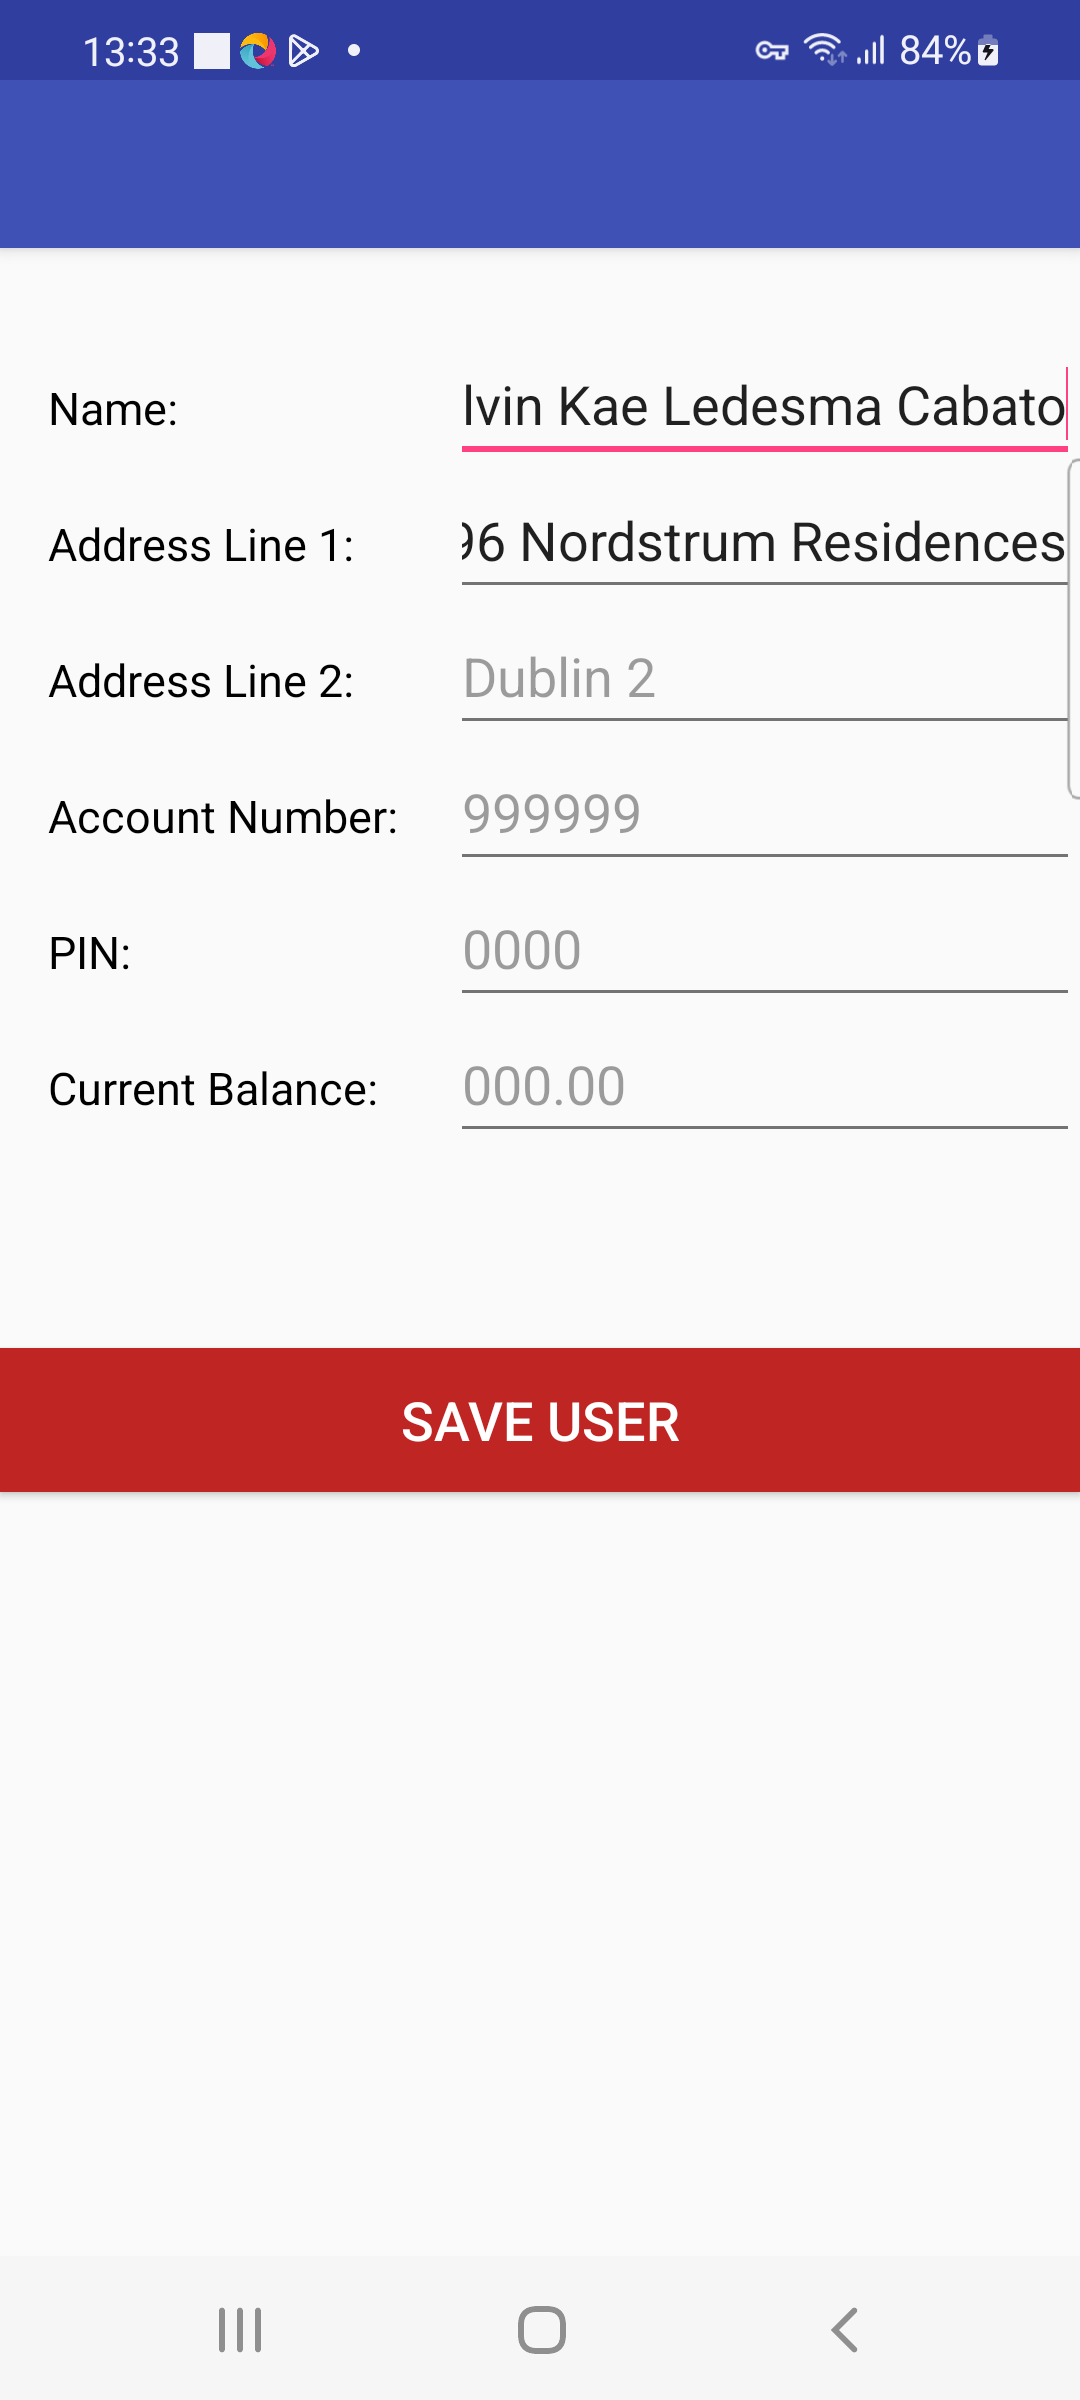 13:33 84%
Name: lvin Kae Ledesma Cabato
Address Line 1: 96 Nordstrum Residences
Address Line 2: Dublin 2
Account Number: 999999
PIN: 0000
Current Balance: 000.00
SAVE USER